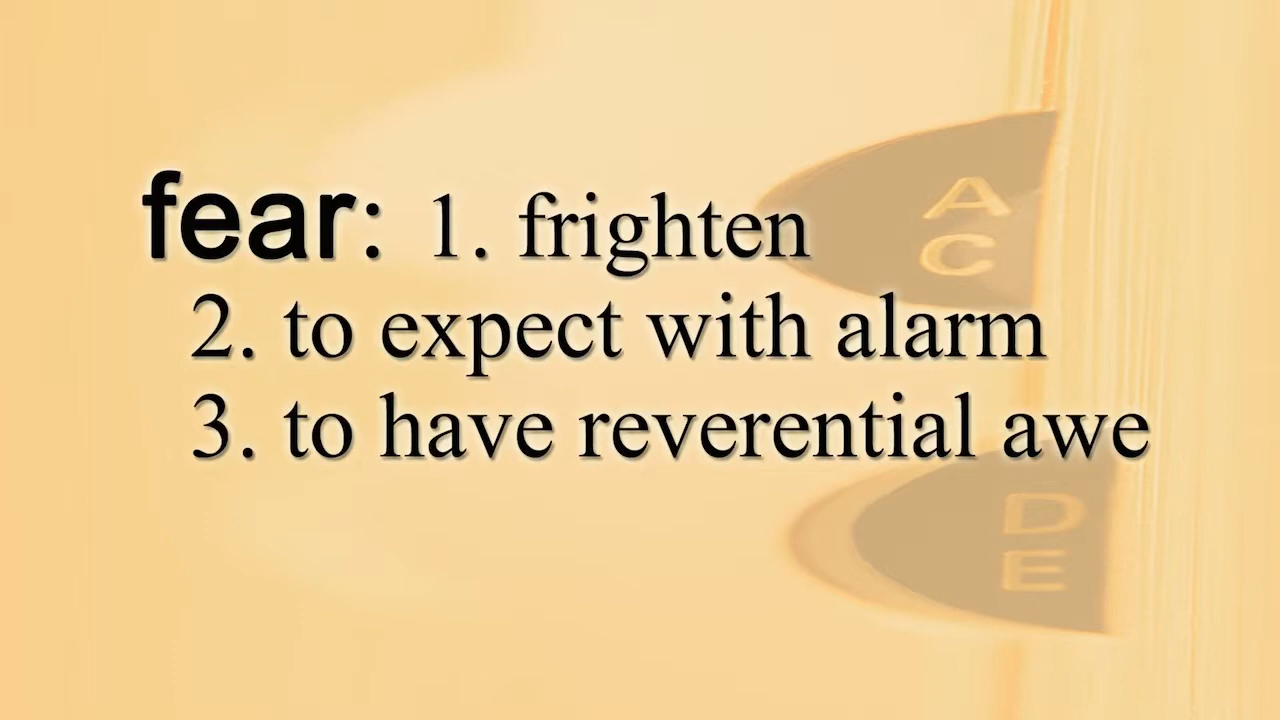 fear: 1. frighten
2. to expect with alarm
3. to have reverential awe
A
C
D
E